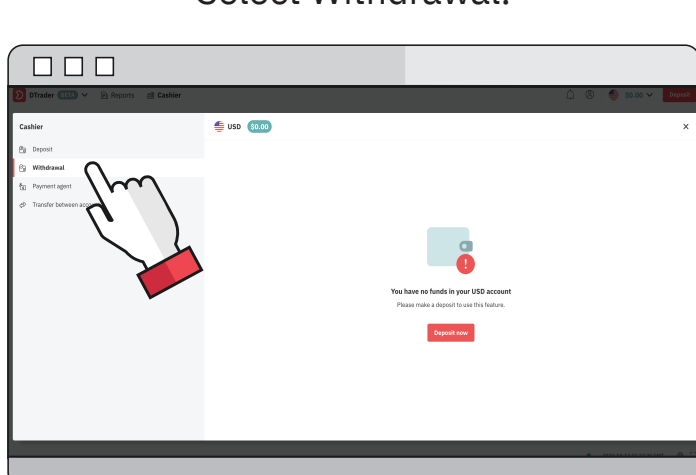 Select Withdrawal.
DTrader BETA Reports Cashier $0.00 Deposit
Cashier USD $0.00
Deposit
Withdrawal
Payment agent
Transfer between
You have no funds in your USD account
Please make a deposit to use this feature.
Deposit now